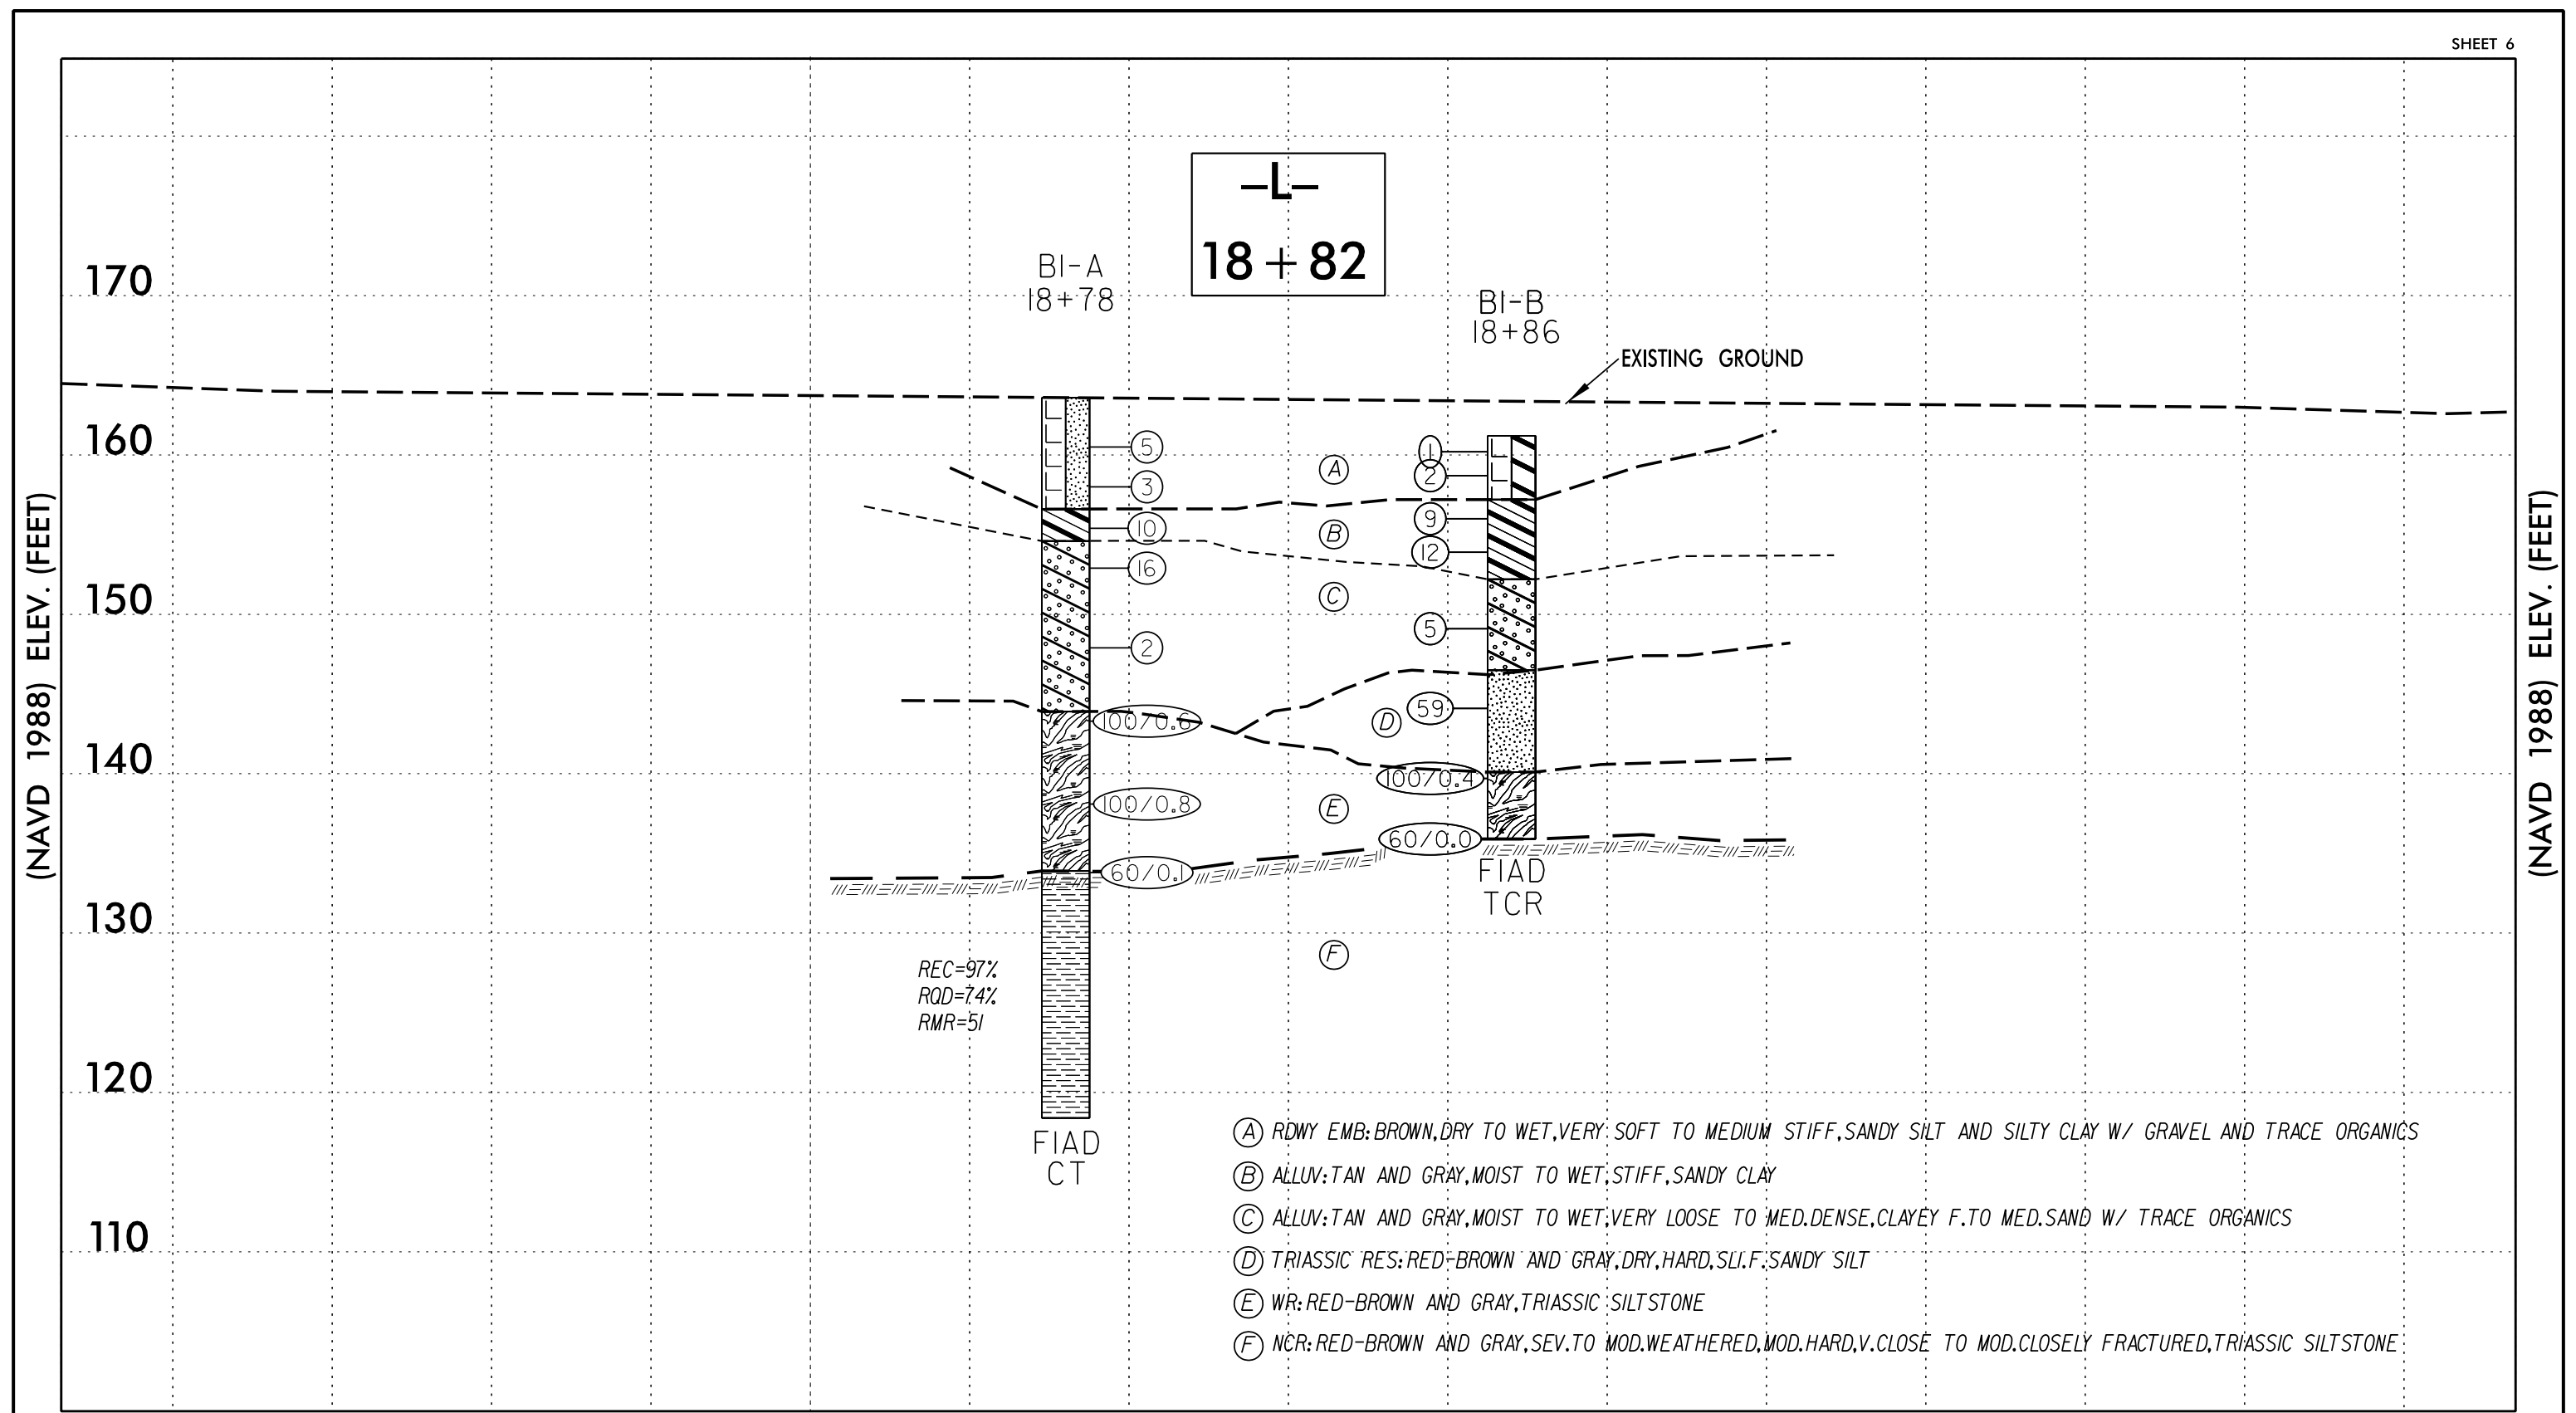 SHEET 6
–L–
18+82
BI-A
18+78
BI-B
18+86
EXISTING GROUND
170
160
150
140
130
120
110
(NAVD 1988) ELEV. (FEET)
(NAVD 1988) ELEV. (FEET)
5
3
10
16
2
100/0.6
100/0.8
60/0.1
1
2
9
12
5
59
100/0.4
60/0.0
A
B
C
D
E
F
FIAD
TCR
REC=97%
RQD=74%
RMR=51
FIAD
CT
A RDWY EMB:BROWN,DRY TO WET,VERY SOFT TO MEDIUM STIFF,SANDY SILT AND SILTY CLAY W/ GRAVEL AND TRACE ORGANICS
B ALLUV:TAN AND GRAY,MOIST TO WET,STIFF,SANDY CLAY
C ALLUV:TAN AND GRAY,MOIST TO WET,VERY LOOSE TO MED.DENSE,CLAYEY F.TO MED.SAND W/ TRACE ORGANICS
D TRIASSIC RES:RED-BROWN AND GRAY,DRY,HARD,SLI.F.SANDY SILT
E WR:RED-BROWN AND GRAY,TRIASSIC SILTSTONE
F NCR:RED-BROWN AND GRAY,SEV.TO MOD.WEATHERED,MOD.HARD,V.CLOSE TO MOD.CLOSELY FRACTURED,TRIASSIC SILTSTONE